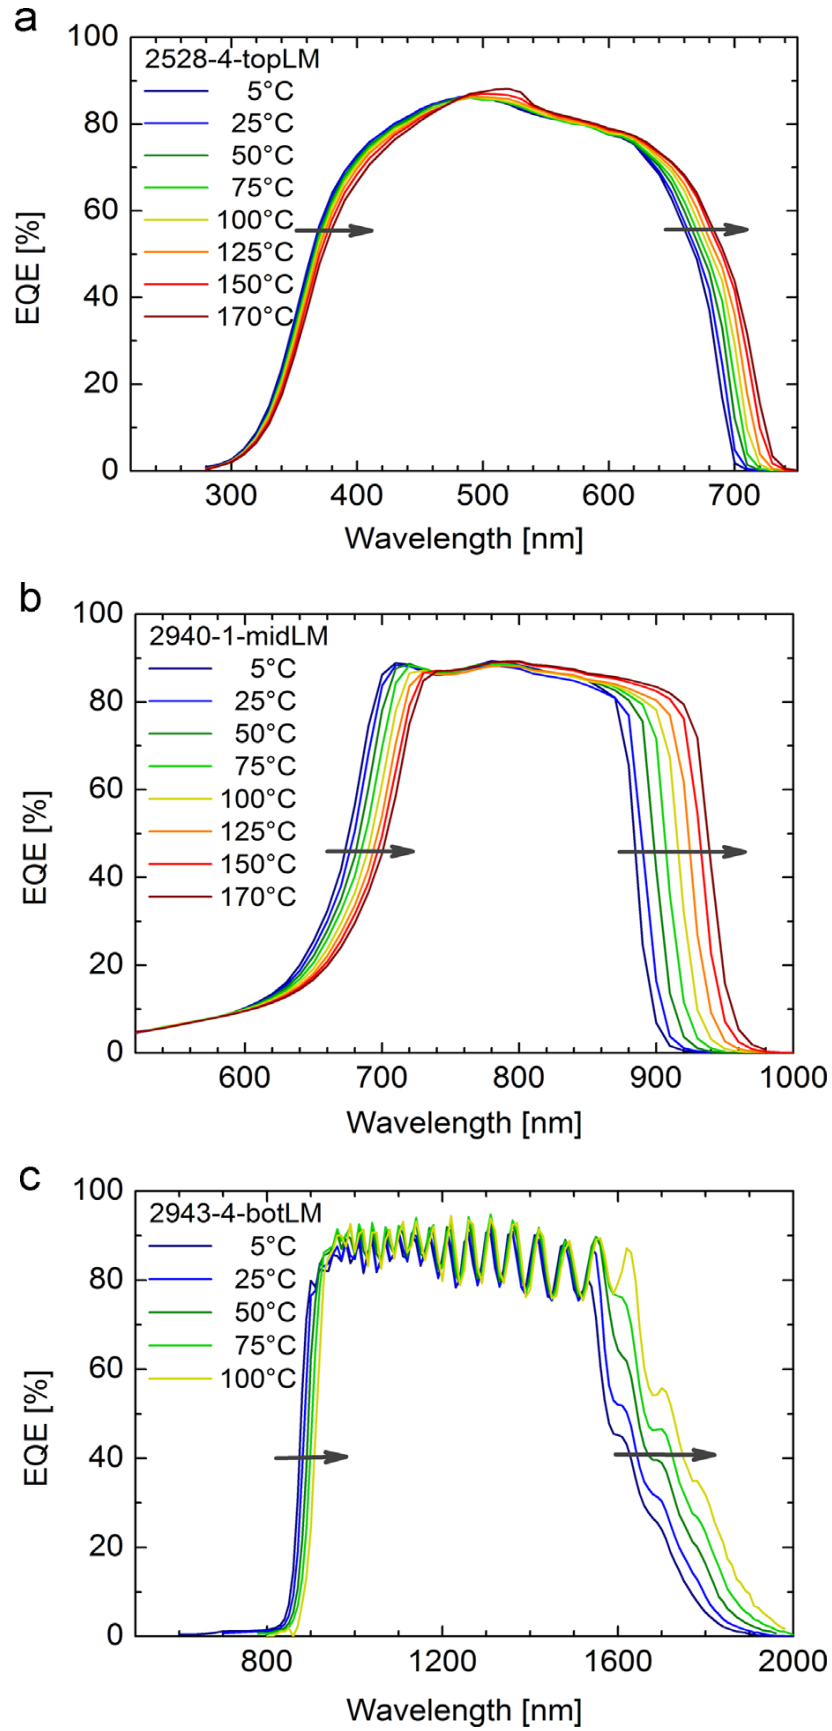 a
100
80
60
40
20
0
EQE [%]
2528-4-topLM
5°C
25°C
50°C
75°C
100°C
125°C
150°C
170°C
300 400 500 600 700
Wavelength [nm]
b
100
80
60
40
20
0
EQE [%]
2940-1-midLM
5°C
25°C
50°C
75°C
100°C
125°C
150°C
170°C
600 700 800 900 1000
Wavelength [nm]
c
100
80
60
40
20
0
EQE [%]
2943-4-botLM
5°C
25°C
50°C
75°C
100°C
800 1200 1600 2000
Wavelength [nm]